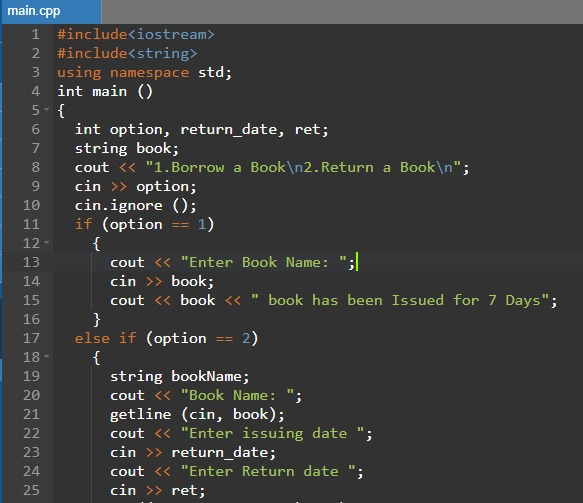 main.cpp
1 #include<iostream>
2 #include<string>
3 using namespace std;
4 int main ()
5 {
6 int option, return_date, ret;
7 string book;
8 cout << "1.Borrow a Book\n2.Return a Book\n";
9 cin >> option;
10 cin.ignore ();
11 if (option == 1)
12 {
13 cout << "Enter Book Name: ";
14 cin >> book;
15 cout << book << " book has been Issued for 7 Days";
16 }
17 else if (option == 2)
18 {
19 string bookName;
20 cout << "Book Name: ";
21 getline (cin, book);
22 cout << "Enter issuing date ";
23 cin >> return_date;
24 cout << "Enter Return date ";
25 cin >> ret;